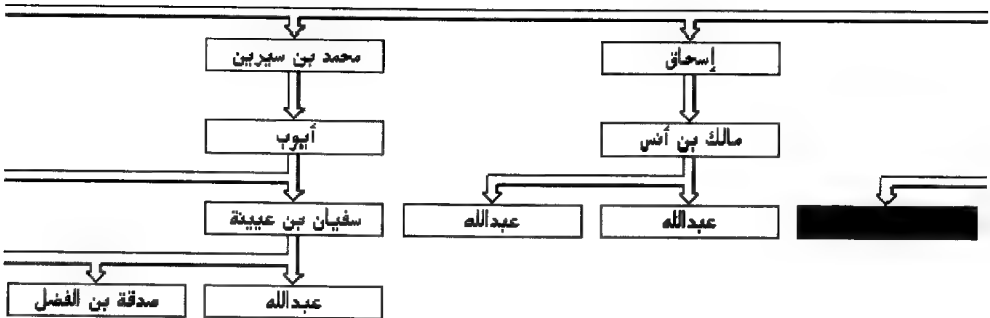 إسحاق
محمد بن سيرين
مالك بن أنس
أيوب
عبدالله
عبدالله
سفيان بن عيينة
عبدالله
صدقة بن الفضل